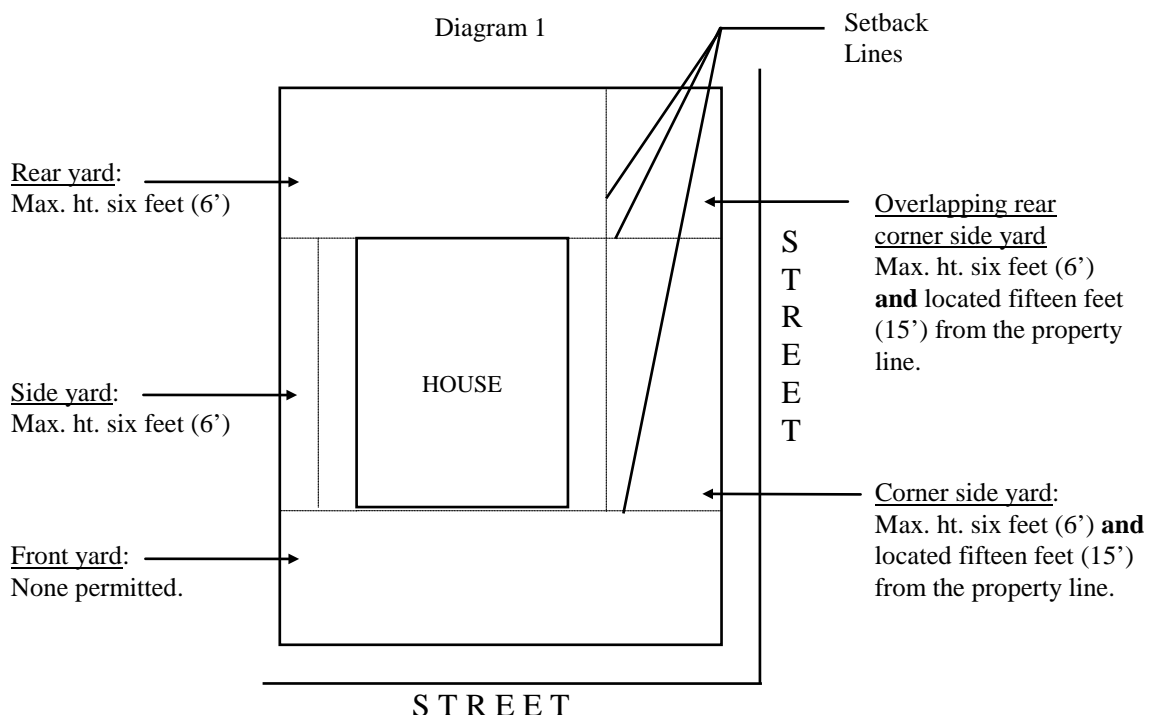 Diagram 1
Setback
Lines
Rear yard:
Max. ht. six feet (6’)
Overlapping rear
corner side yard
Max. ht. six feet (6’)
and located fifteen feet
(15’) from the property
line.
STREET
HOUSE
Side yard:
Max. ht. six feet (6’)
Corner side yard:
Max. ht. six feet (6’) and
located fifteen feet (15’)
from the property line.
Front yard:
None permitted.
STREET